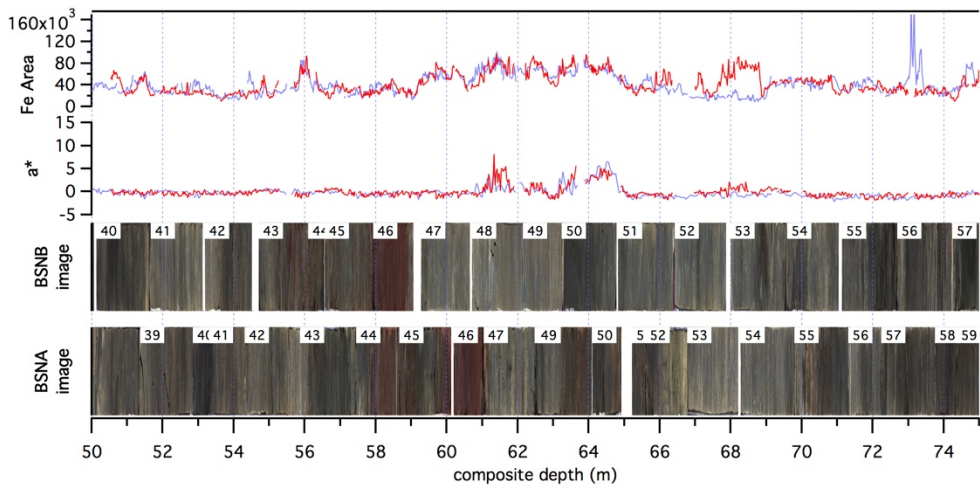 160x10³
120
80
40
0
Fe Area
15
10
5
0
-5
a*
BSNB image
40 41 42 43 44 45 46 47 48 49 50 51 52 53 54 55 56 57
BSNA image
39 40 41 42 43 44 45 46 47 49 50 5 52 53 54 55 56 57 58 59
50 52 54 56 58 60 62 64 66 68 70 72 74
composite depth (m)